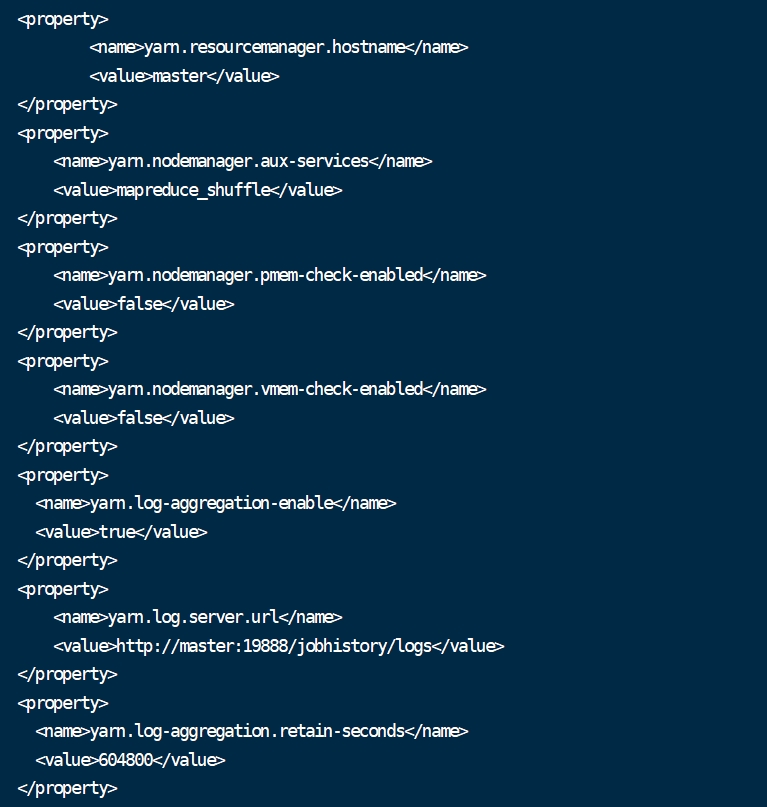 <property>
        <name>yarn.resourcemanager.hostname</name>
        <value>master</value>
</property>
<property>
    <name>yarn.nodemanager.aux-services</name>
    <value>mapreduce_shuffle</value>
</property>
<property>
    <name>yarn.nodemanager.pmem-check-enabled</name>
    <value>false</value>
</property>
<property>
    <name>yarn.nodemanager.vmem-check-enabled</name>
    <value>false</value>
</property>
<property>
  <name>yarn.log-aggregation-enable</name>
  <value>true</value>
</property>
<property>
    <name>yarn.log.server.url</name>
    <value>http://master:19888/jobhistory/logs</value>
</property>
<property>
  <name>yarn.log-aggregation.retain-seconds</name>
  <value>604800</value>
</property>